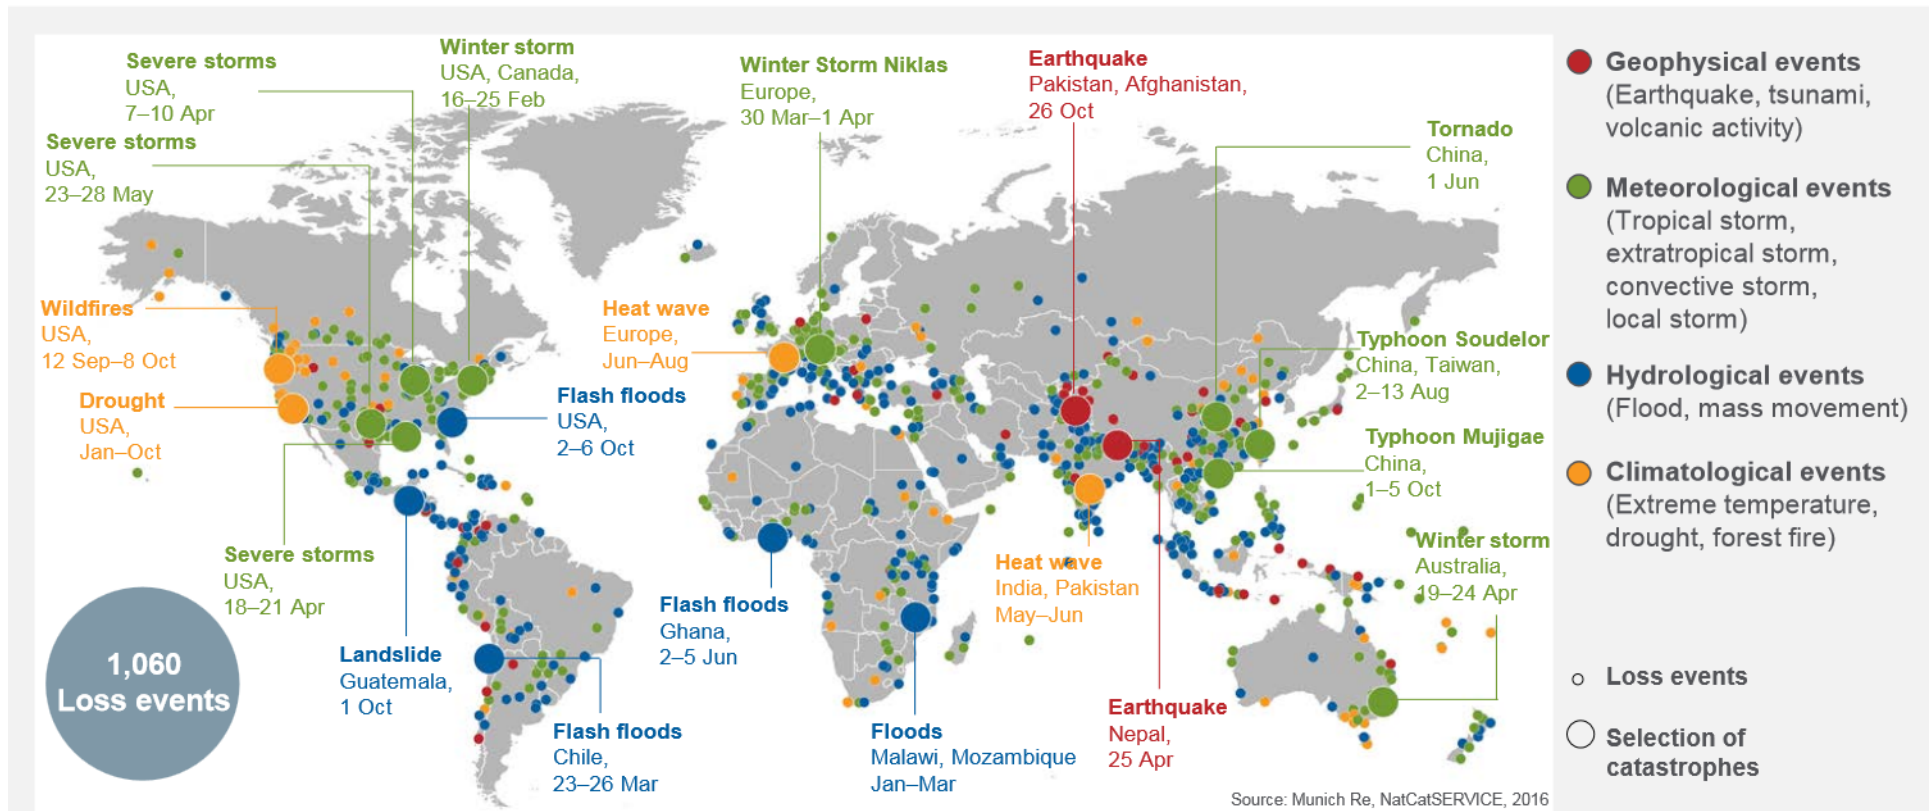 Severe storms
USA,
7–10 Apr
Winter storm
USA, Canada,
16–25 Feb
Winter Storm Niklas
Europe,
30 Mar–1 Apr
Earthquake
Pakistan, Afghanistan,
26 Oct
Tornado
China,
1 Jun
Severe storms
USA,
23–28 May
Wildfires
USA,
12 Sep–8 Oct
Heat wave
Europe,
Jun–Aug
Typhoon Soudelor
China, Taiwan,
2–13 Aug
Drought
USA,
Jan–Oct
Flash floods
USA,
2–6 Oct
Typhoon Mujigae
China,
1–5 Oct
Severe storms
USA,
18–21 Apr
Heat wave
India, Pakistan
May–Jun
Winter storm
Australia,
19–24 Apr
Flash floods
Ghana,
2–5 Jun
Landslide
Guatemala,
1 Oct
1,060
Loss events
Flash floods
Chile,
23–26 Mar
Floods
Malawi, Mozambique
Jan–Mar
Earthquake
Nepal,
25 Apr
Source: Munich Re, NatCatSERVICE, 2016
Geophysical events
(Earthquake, tsunami,
volcanic activity)
Meteorological events
(Tropical storm,
extratropical storm,
convective storm,
local storm)
Hydrological events
(Flood, mass movement)
Climatological events
(Extreme temperature,
drought, forest fire)
Loss events
Selection of
catastrophes